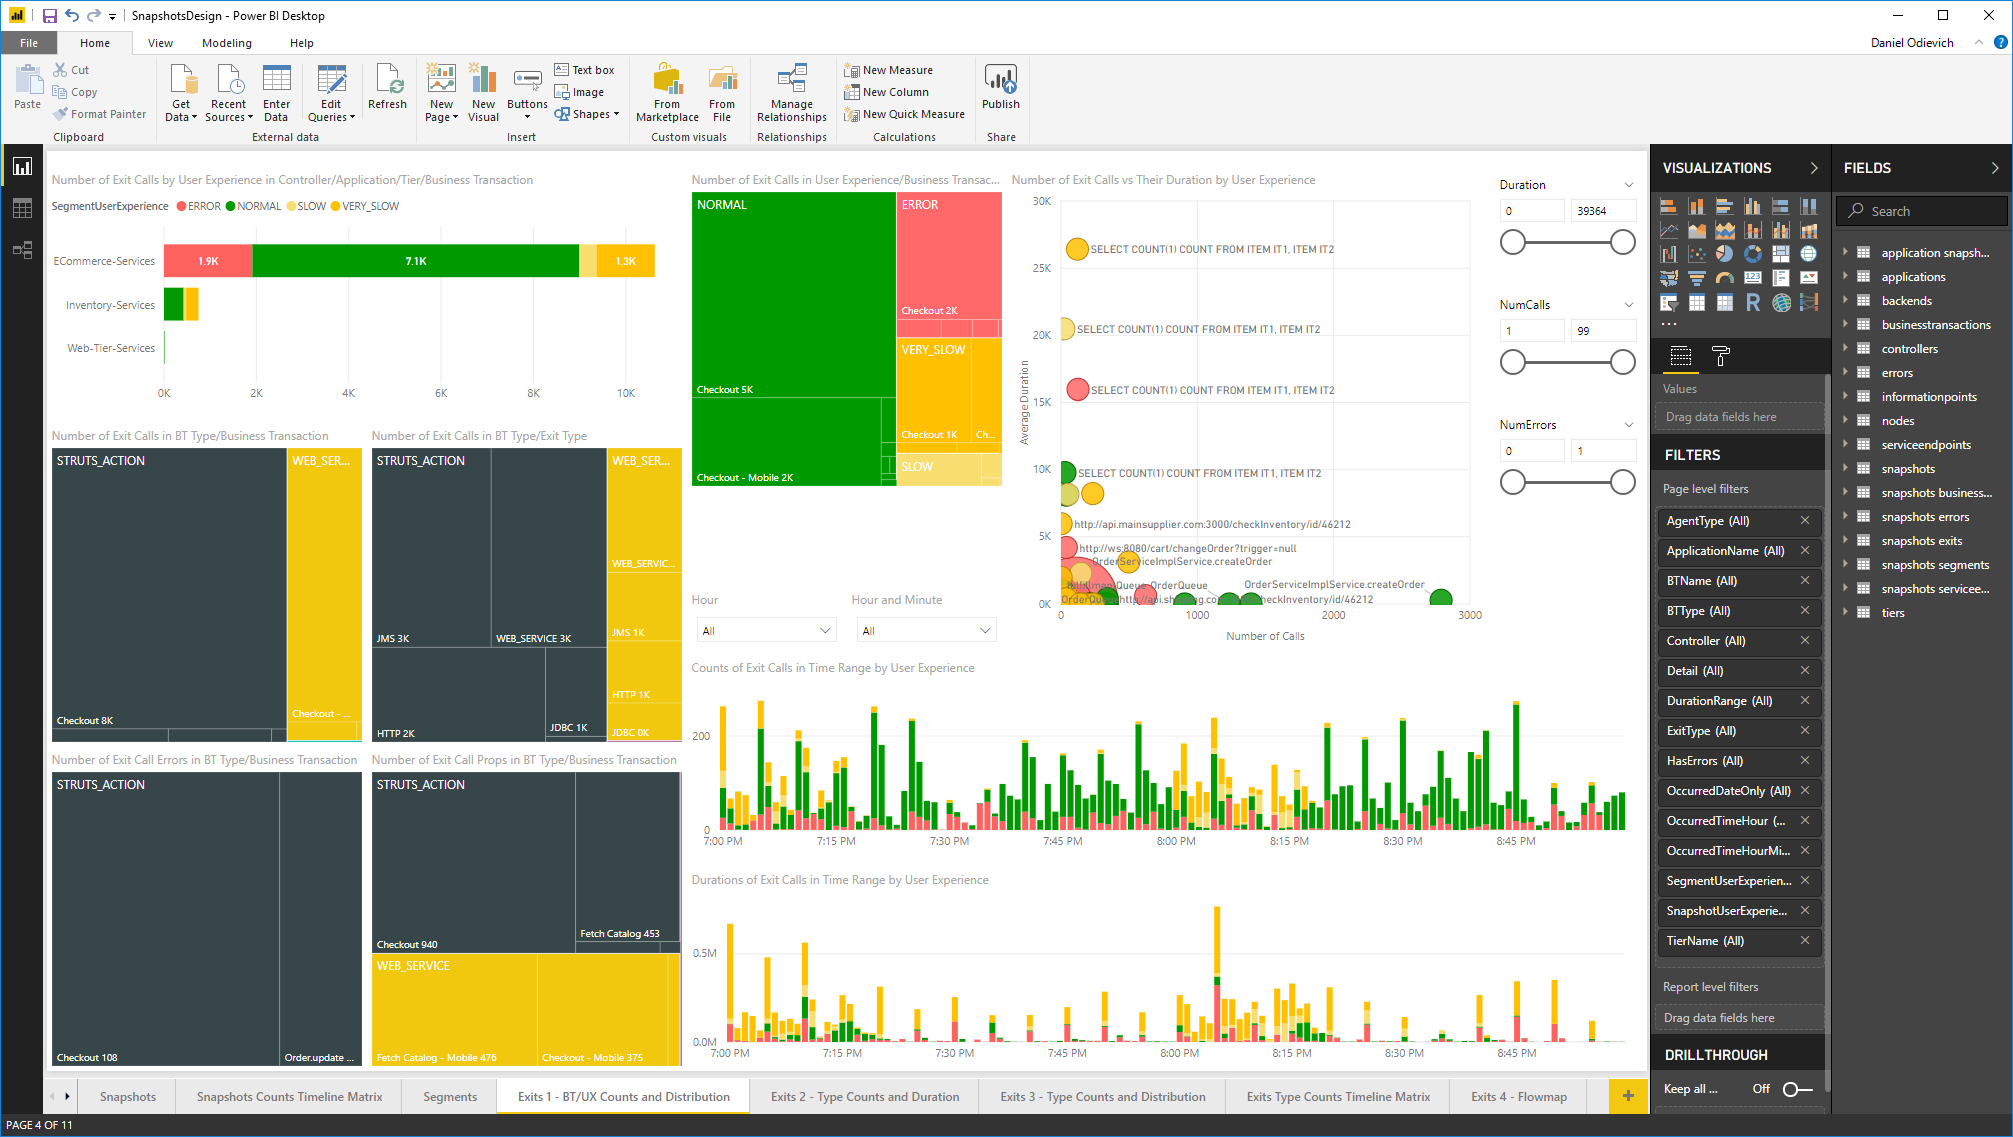 SnapshotsDesign - Power BI Desktop
File
Home
View
Modeling
Help
Daniel Odievich
Paste
Cut
Copy
Format Painter
Clipboard
Get Data
Recent Sources
Enter Data
Edit Queries
Refresh
External data
New Page
New Visual
Buttons
Text box
Image
Shapes
Insert
From Marketplace
From File
Custom visuals
Manage Relationships
Relationships
New Measure
New Column
New Quick Measure
Calculations
Publish
Share
Number of Exit Calls by User Experience in Controller/Application/Tier/Business Transaction
SegmentUserExperience ERROR NORMAL SLOW VERY_SLOW
ECommerce-Services
1.9K
7.1K
1.3K
Inventory-Services
Web-Tier-Services
0K 2K 4K 6K 8K 10K
Number of Exit Calls in BT Type/Business Transaction
STRUTS_ACTION
WEB_SER...
Checkout 8K
Checkout - ...
Number of Exit Calls in BT Type/Exit Type
STRUTS_ACTION
WEB_SER...
JMS 3K
WEB_SERVICE 3K
HTTP 2K
JDBC 1K
WEB_SERVIC...
JMS 1K
HTTP 1K
JDBC 0K
Number of Exit Call Errors in BT Type/Business Transaction
STRUTS_ACTION
Checkout 108
Order.update ...
Number of Exit Call Props in BT Type/Business Transaction
STRUTS_ACTION
Checkout 940
Fetch Catalog 453
WEB_SERVICE
Fetch Catalog - Mobile 476
Checkout - Mobile 375
Number of Exit Calls in User Experience/Business Transac...
NORMAL
Checkout 5K
Checkout - Mobile 2K
ERROR
Checkout 2K
VERY_SLOW
Checkout 1K
Ch...
SLOW
Hour
All
Hour and Minute
All
Number of Exit Calls vs Their Duration by User Experience
Average Duration
30K
25K
20K
15K
10K
5K
0K
SELECT COUNT(1) COUNT FROM ITEM IT1, ITEM IT2
SELECT COUNT(1) COUNT FROM ITEM IT1, ITEM IT2
SELECT COUNT(1) COUNT FROM ITEM IT1, ITEM IT2
SELECT COUNT(1) COUNT FROM ITEM IT1, ITEM IT2
http://api.mainsupplier.com:3000/checkInventory/id/46212
http://ws:8080/cart/changeOrder?trigger=null
OrderServiceImplService.createOrder
OrderQueue
OrderServiceImplService.createOrder
0 1000 2000 3000
Number of Calls
Duration
0
39364
NumCalls
1
99
NumErrors
0
1
Counts of Exit Calls in Time Range by User Experience
200
0
7:00 PM 7:15 PM 7:30 PM 7:45 PM 8:00 PM 8:15 PM 8:30 PM 8:45 PM
Durations of Exit Calls in Time Range by User Experience
0.5M
0.0M
7:00 PM 7:15 PM 7:30 PM 7:45 PM 8:00 PM 8:15 PM 8:30 PM 8:45 PM
VISUALIZATIONS
123
R
Values
Drag data fields here
FILTERS
Page level filters
AgentType (All)
ApplicationName (All)
BTName (All)
BTType (All)
Controller (All)
Detail (All)
DurationRange (All)
ExitType (All)
HasErrors (All)
OccurredDateOnly (All)
OccurredTimeHour (...
OccurredTimeHourMi...
SegmentUserExperien...
SnapshotUserExperie...
TierName (All)
Report level filters
Drag data fields here
DRILLTHROUGH
Keep all ...
Off
FIELDS
Search
application snapsh...
applications
backends
businesstransactions
controllers
errors
informationpoints
nodes
serviceendpoints
snapshots
snapshots business...
snapshots errors
snapshots exits
snapshots segments
snapshots servicee...
tiers
Snapshots
Snapshots Counts Timeline Matrix
Segments
Exits 1 - BT/UX Counts and Distribution
Exits 2 - Type Counts and Duration
Exits 3 - Type Counts and Distribution
Exits Type Counts Timeline Matrix
Exits 4 - Flowmap
PAGE 4 OF 11